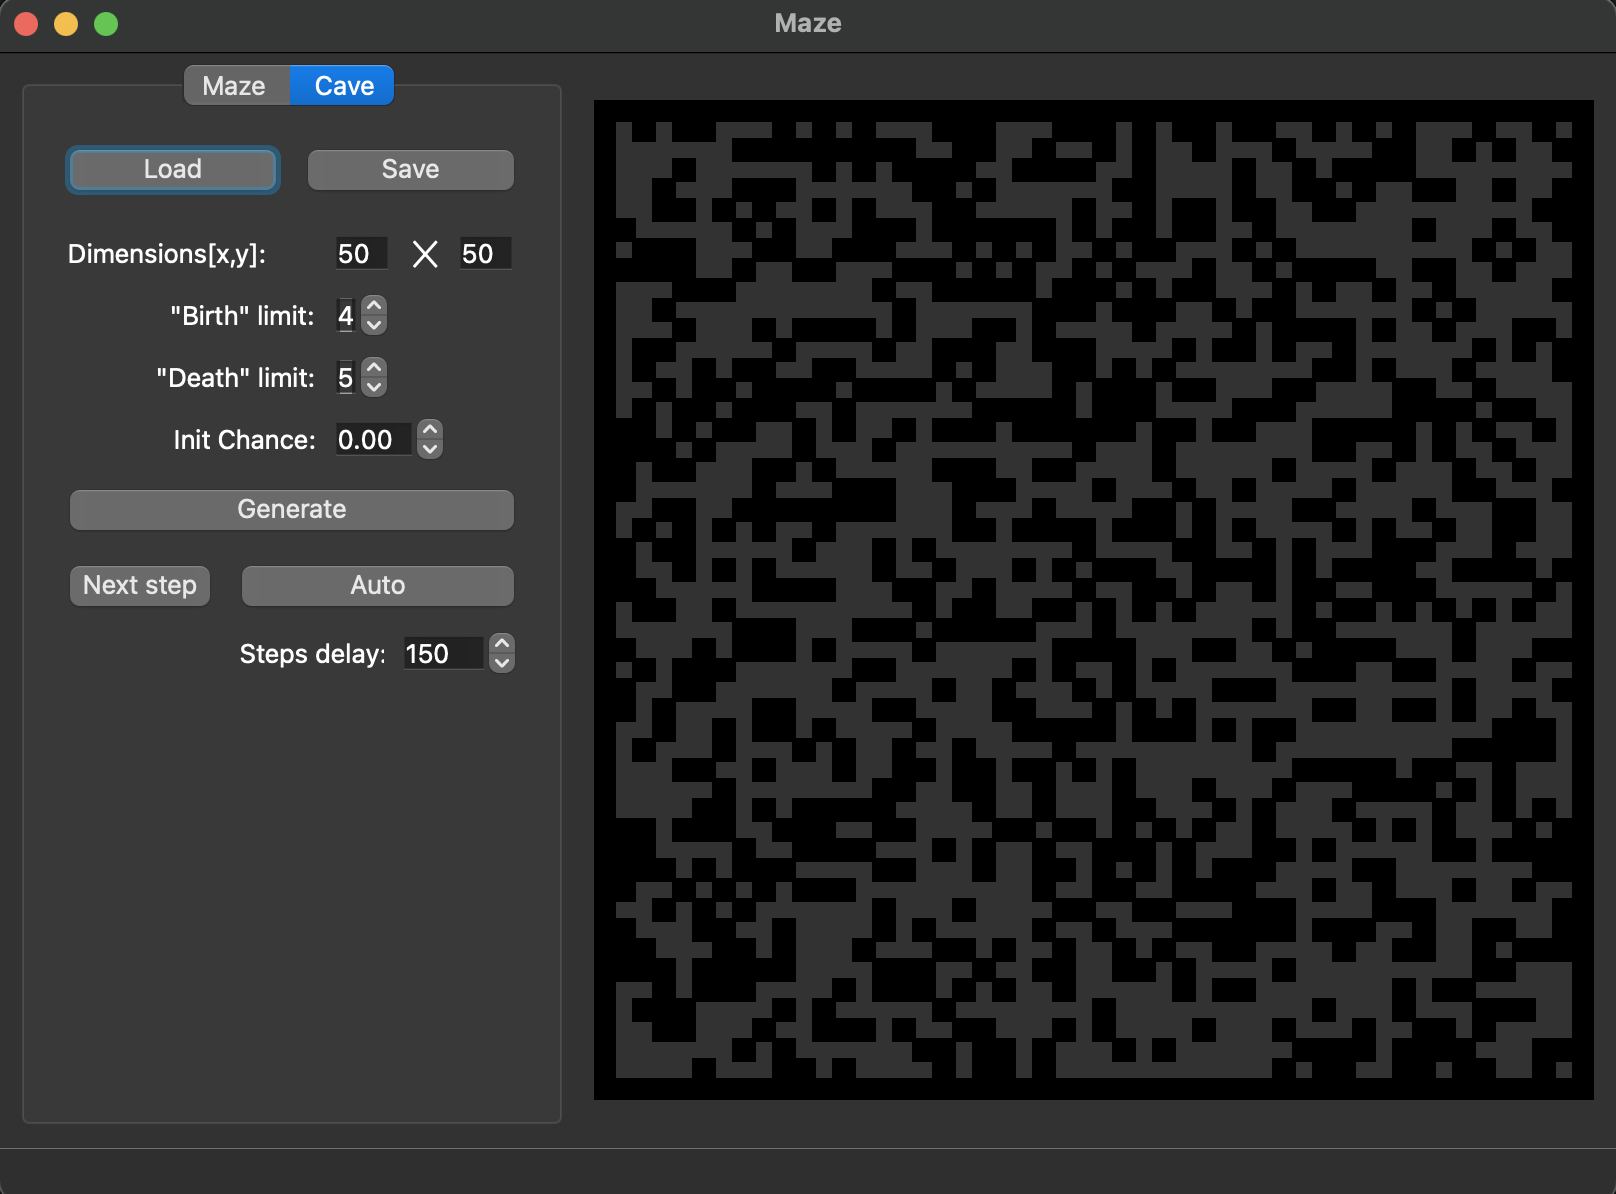 Maze
Maze Cave
Load Save
Dimensions[x,y]: 50 X 50
"Birth" limit: 4
"Death" limit: 5
Init Chance: 0.00
Generate
Next step Auto
Steps delay: 150